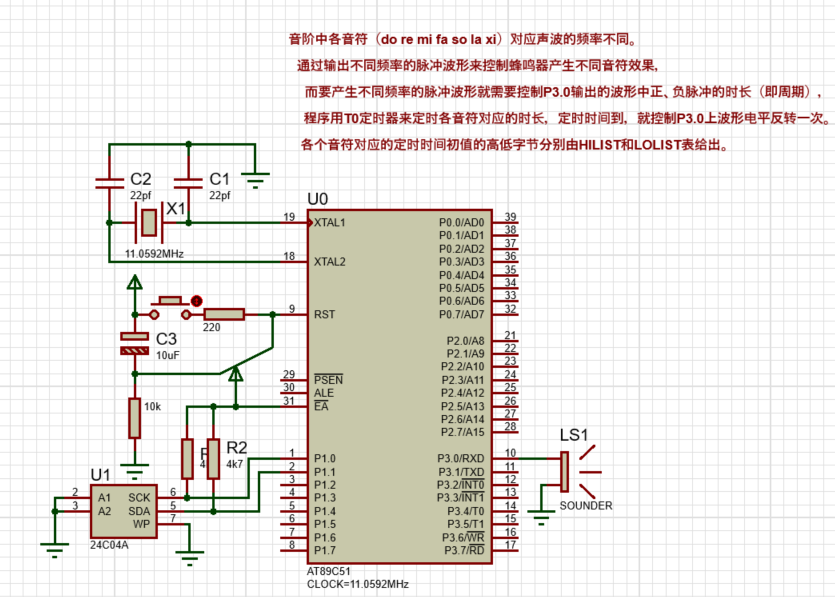 音阶中各音符（do re mi fa so la xi）对应声波的频率不同。
通过输出不同频率的脉冲波形来控制蜂鸣器产生不同音符效果，
而要产生不同频率的脉冲波形就需要控制P3.0输出的波形中正、负脉冲的时长（即周期），
程序用T0定时器来定时各音符对应的时长，定时时间到，就控制P3.0上波形电平反转一次。
各个音符对应的定时时间初值的高低字节分别由HILIST和LOLIST表给出。
C2
22pf
C1
22pf
X1
11.0592MHz
C3
10uF
220
10k
R2
4k7
U1
2 A1
3 A2
SCK 6
SDA 5
WP 7
24C04A
U0
19 XTAL1
18 XTAL2
9 RST
29 PSEN
30 ALE
31 EA
1 P1.0
2 P1.1
3 P1.2
4 P1.3
5 P1.4
6 P1.5
7 P1.6
8 P1.7
P0.0/AD0 39
P0.1/AD1 38
P0.2/AD2 37
P0.3/AD3 36
P0.4/AD4 35
P0.5/AD5 34
P0.6/AD6 33
P0.7/AD7 32
P2.0/A8 21
P2.1/A9 22
P2.2/A10 23
P2.3/A11 24
P2.4/A12 25
P2.5/A13 26
P2.6/A14 27
P2.7/A15 28
P3.0/RXD 10
P3.1/TXD 11
P3.2/INT0 12
P3.3/INT1 13
P3.4/T0 14
P3.5/T1 15
P3.6/WR 16
P3.7/RD 17
AT89C51
CLOCK=11.0592MHz
LS1
SOUNDER